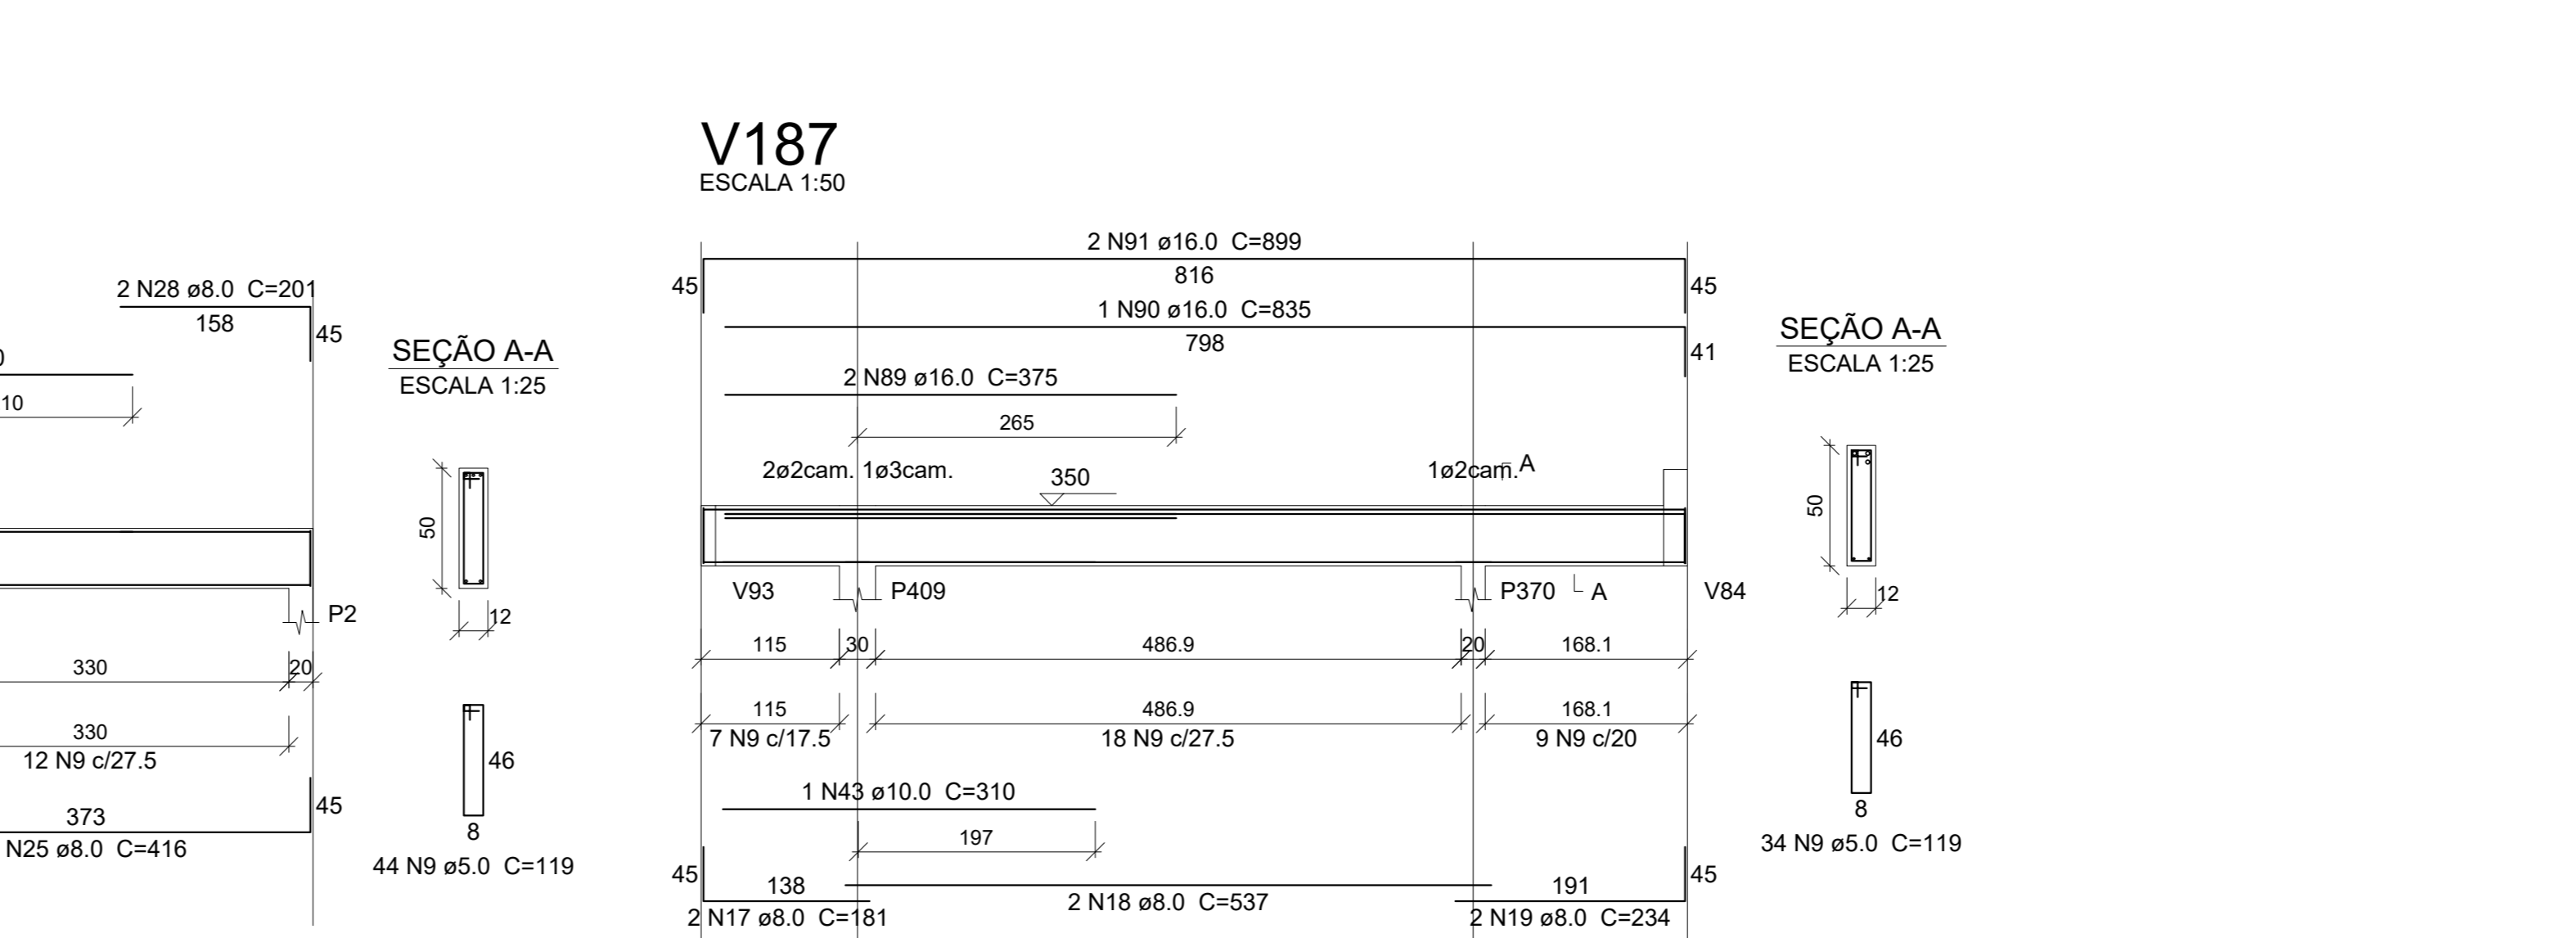 V187
ESCALA 1:50
2 N28 ø8.0 C=201
158
45
10
SEÇÃO A-A
ESCALA 1:25
50
12
P2
330
20
330
12 N9 c/27.5
46
8
44 N9 ø5.0 C=119
373
45
N25 ø8.0 C=416
2 N91 ø16.0 C=899
45
816
45
1 N90 ø16.0 C=835
798
41
2 N89 ø16.0 C=375
265
2ø2cam. 1ø3cam.
350
1ø2cam.
A
V93
P409
P370
A
V84
115
30
486.9
20
168.1
115
486.9
168.1
7 N9 c/17.5
18 N9 c/27.5
9 N9 c/20
1 N43 ø10.0 C=310
197
45
138
2 N17 ø8.0 C=181
2 N18 ø8.0 C=537
191
45
2 N19 ø8.0 C=234
SEÇÃO A-A
ESCALA 1:25
50
12
46
8
34 N9 ø5.0 C=119